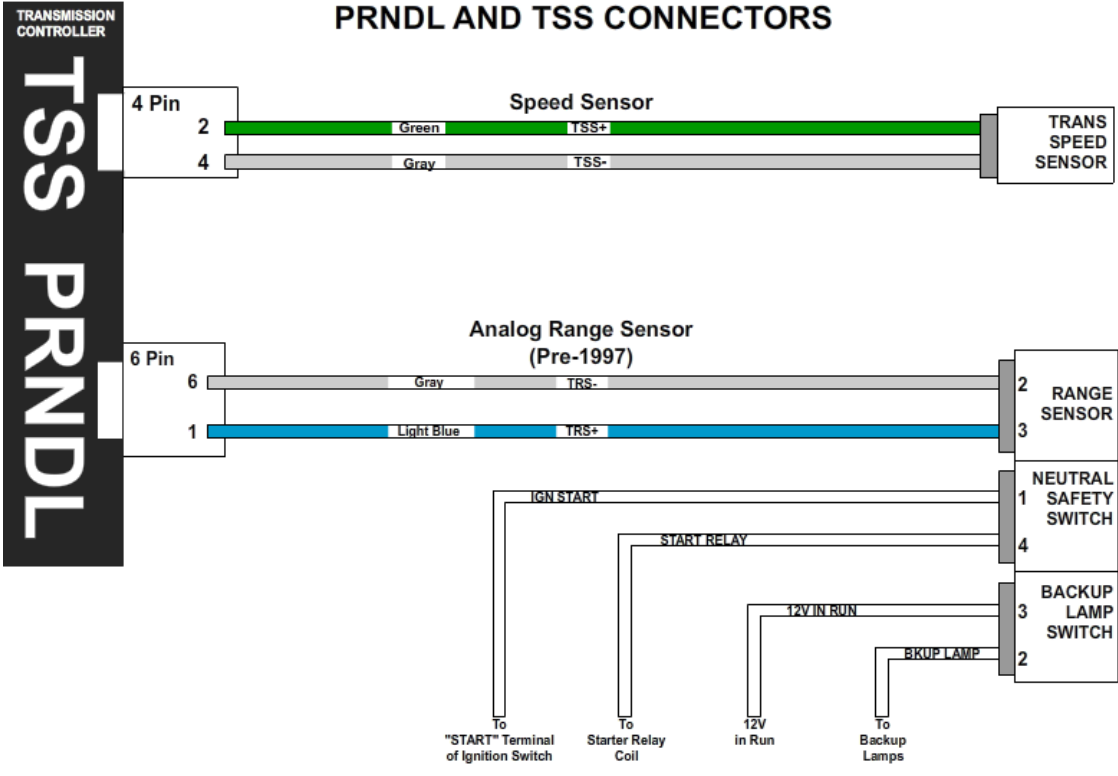 TRANSMISSION
CONTROLLER
PRNDL AND TSS CONNECTORS
TSS PRNDL
4 Pin
Speed Sensor
2
Green
TSS+
4
Gray
TSS-
TRANS
SPEED
SENSOR
Analog Range Sensor
(Pre-1997)
6 Pin
6
Gray
TRS-
2
1
Light Blue
TRS+
3
RANGE
SENSOR
IGN START
1
START RELAY
4
NEUTRAL
SAFETY
SWITCH
12V IN RUN
3
BKUP LAMP
2
BACKUP
LAMP
SWITCH
To
"START" Terminal
of Ignition Switch
To
Starter Relay
Coil
12V
in Run
To
Backup
Lamps